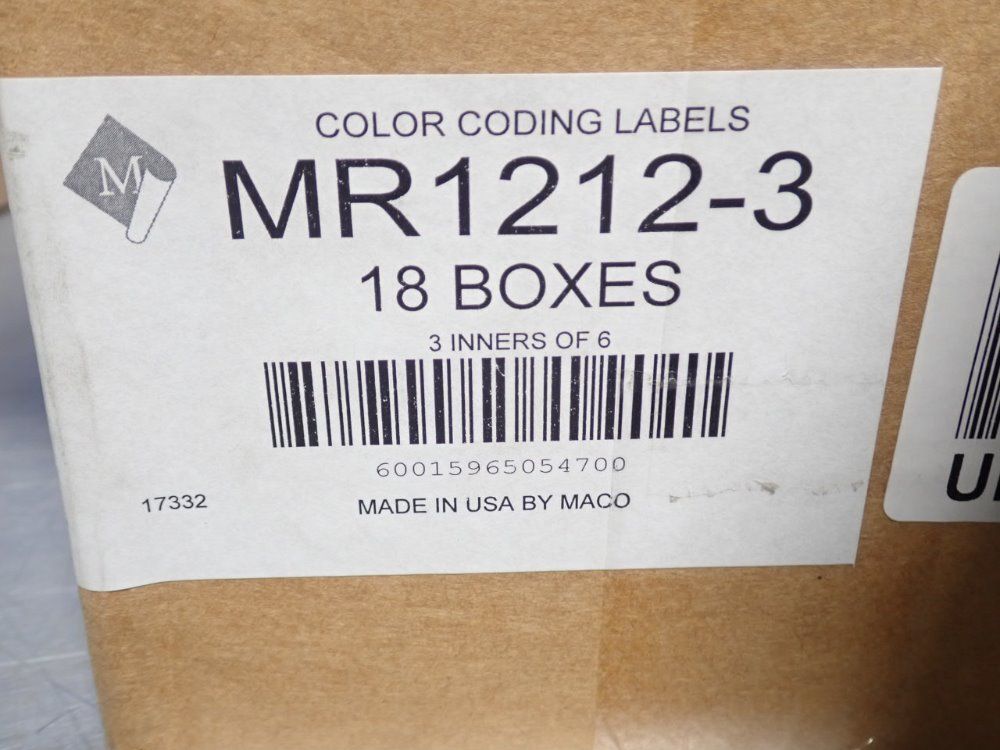 M
COLOR CODING LABELS
MR1212-3
18 BOXES
3 INNERS OF 6
60015965054700
17332
MADE IN USA BY MACO